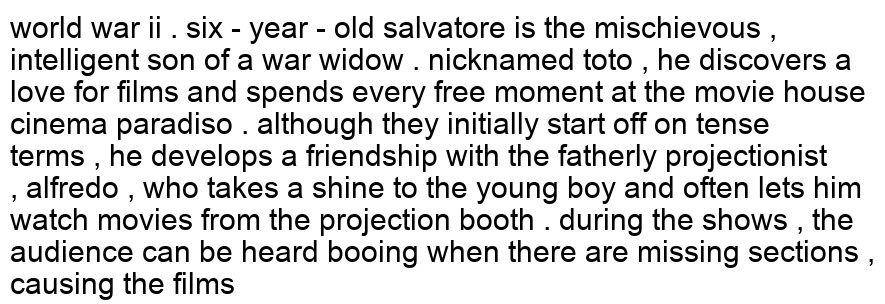 world war ii . six - year - old salvatore is the mischievous ,
intelligent son of a war widow . nicknamed toto , he discovers a
love for films and spends every free moment at the movie house
cinema paradiso . although they initially start off on tense
terms , he develops a friendship with the fatherly projectionist
, alfredo , who takes a shine to the young boy and often lets him
watch movies from the projection booth . during the shows , the
audience can be heard booing when there are missing sections ,
causing the films